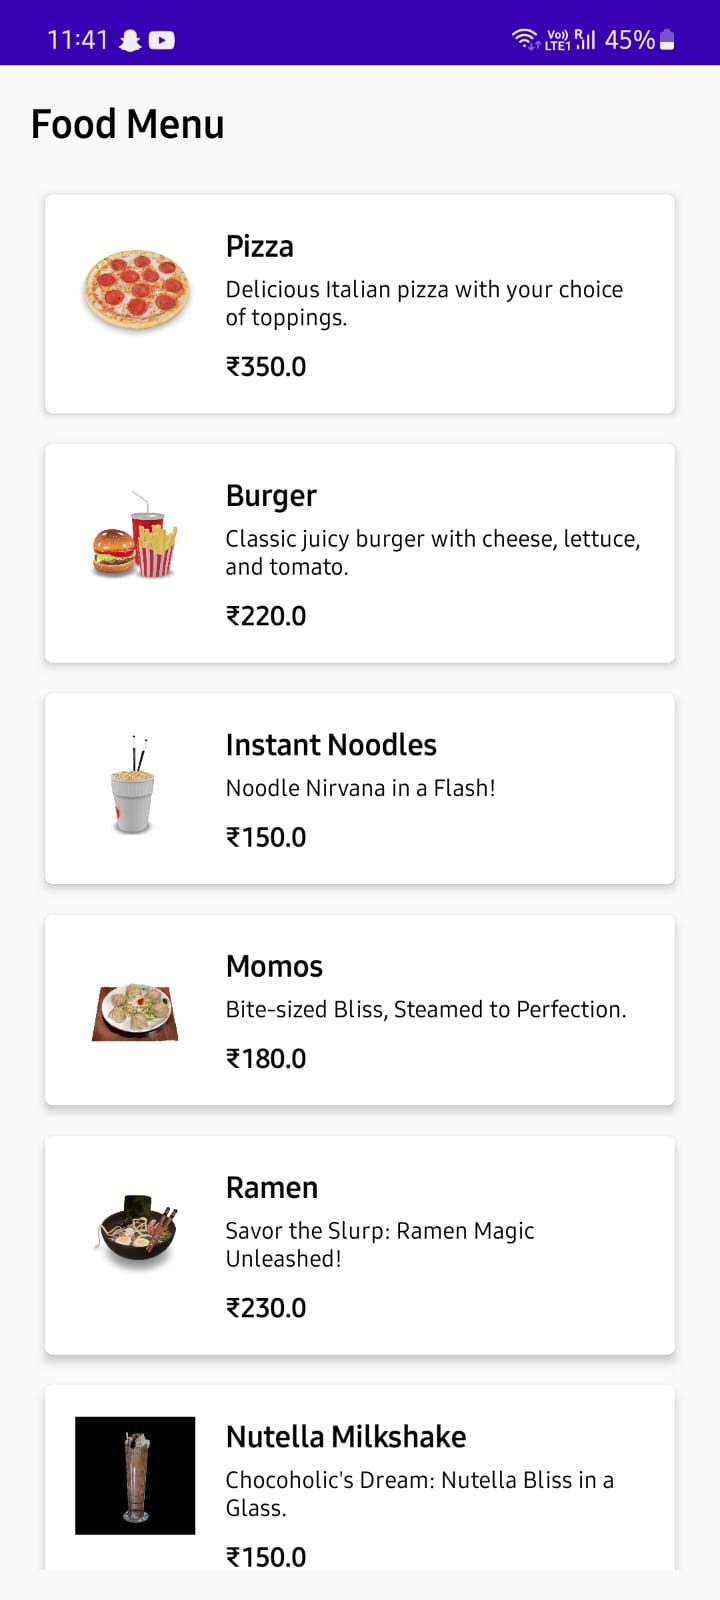 11:41
Vo)) LTE1 R 45%
Food Menu
Pizza
Delicious Italian pizza with your choice
of toppings.
₹350.0
Burger
Classic juicy burger with cheese, lettuce,
and tomato.
₹220.0
Instant Noodles
Noodle Nirvana in a Flash!
₹150.0
Momos
Bite-sized Bliss, Steamed to Perfection.
₹180.0
Ramen
Savor the Slurp: Ramen Magic
Unleashed!
₹230.0
Nutella Milkshake
Chocoholic's Dream: Nutella Bliss in a
Glass.
₹150.0